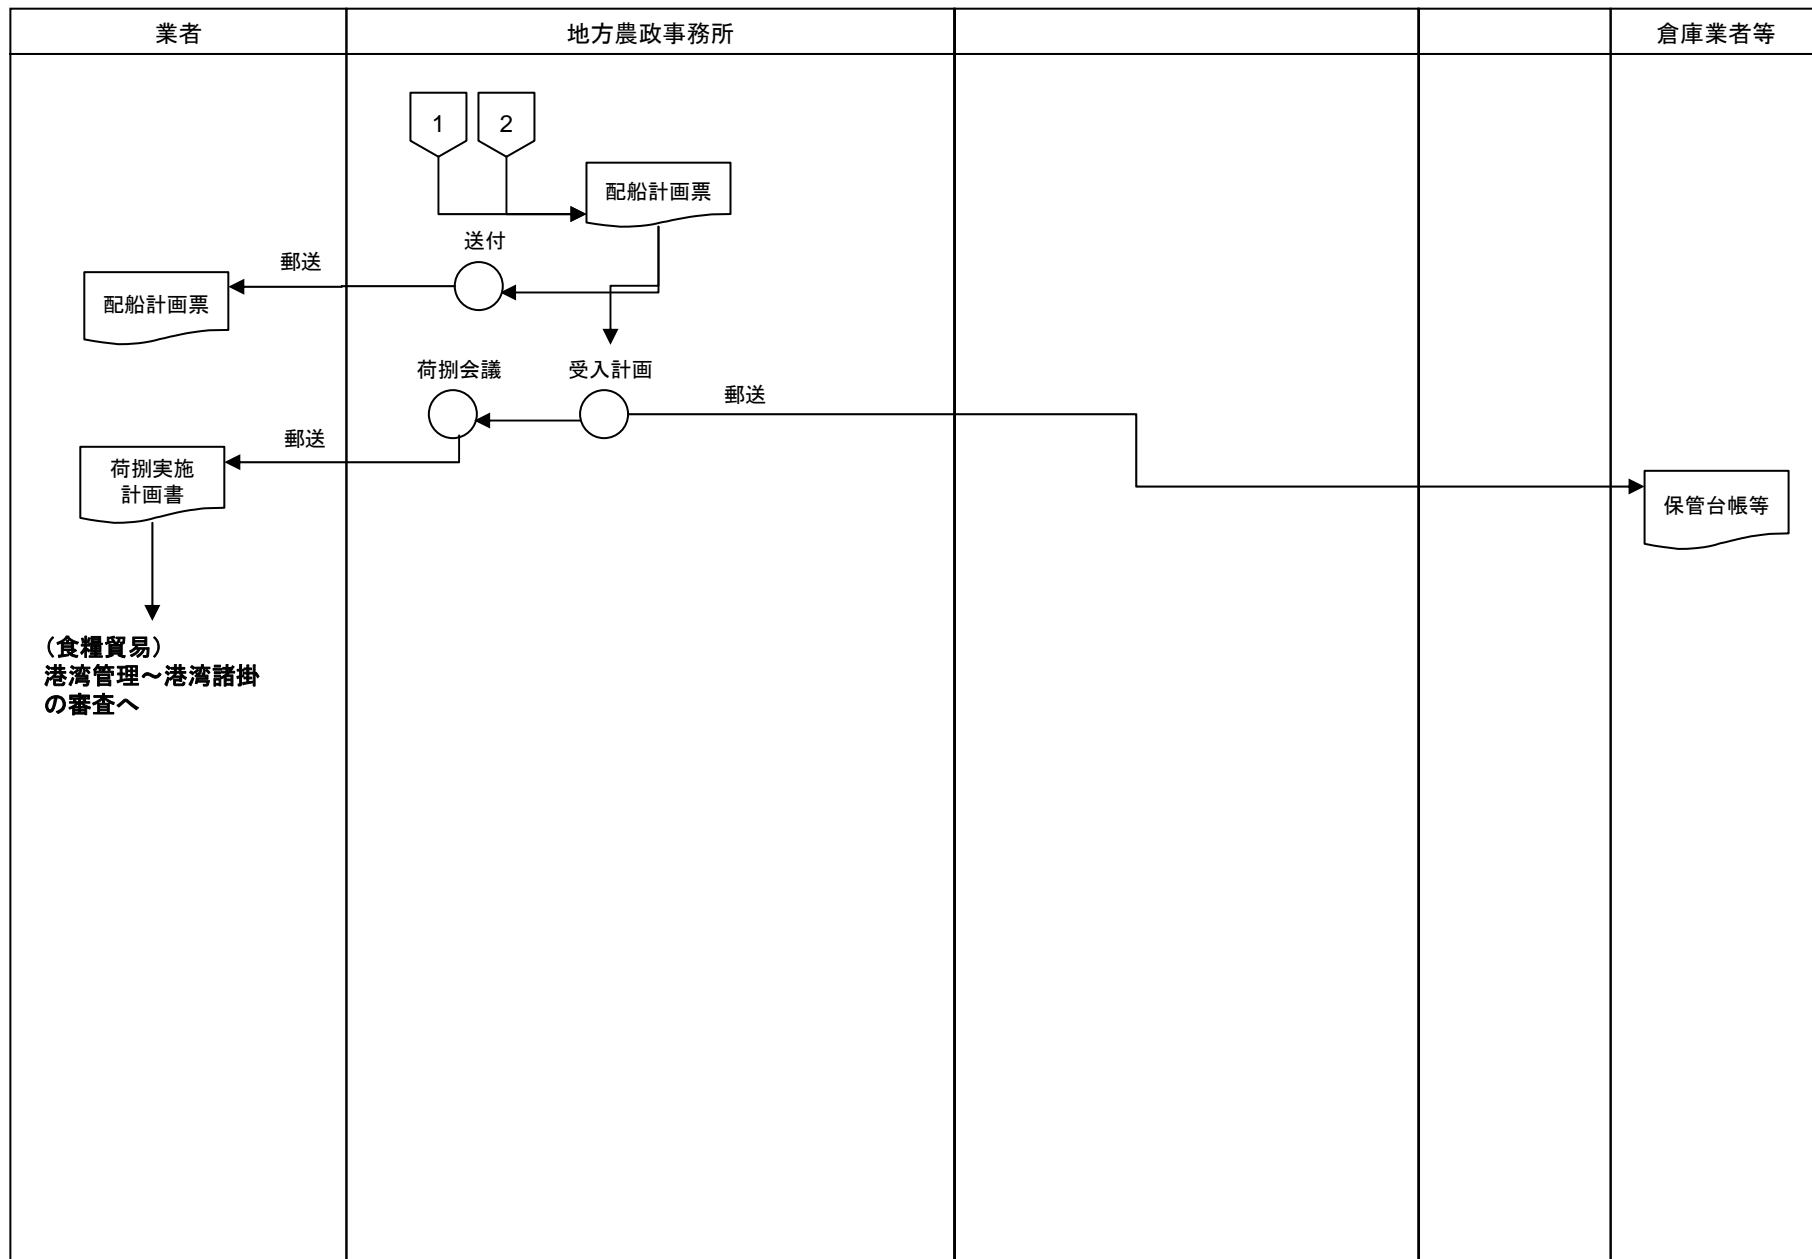 業者
地方農政事務所
倉庫業者等
1
2
配船計画票
送付
郵送
配船計画票
荷捌会議
受入計画
郵送
郵送
荷捌実施
計画書
保管台帳等
（食糧貿易）
港湾管理～港湾諸掛
の審査へ